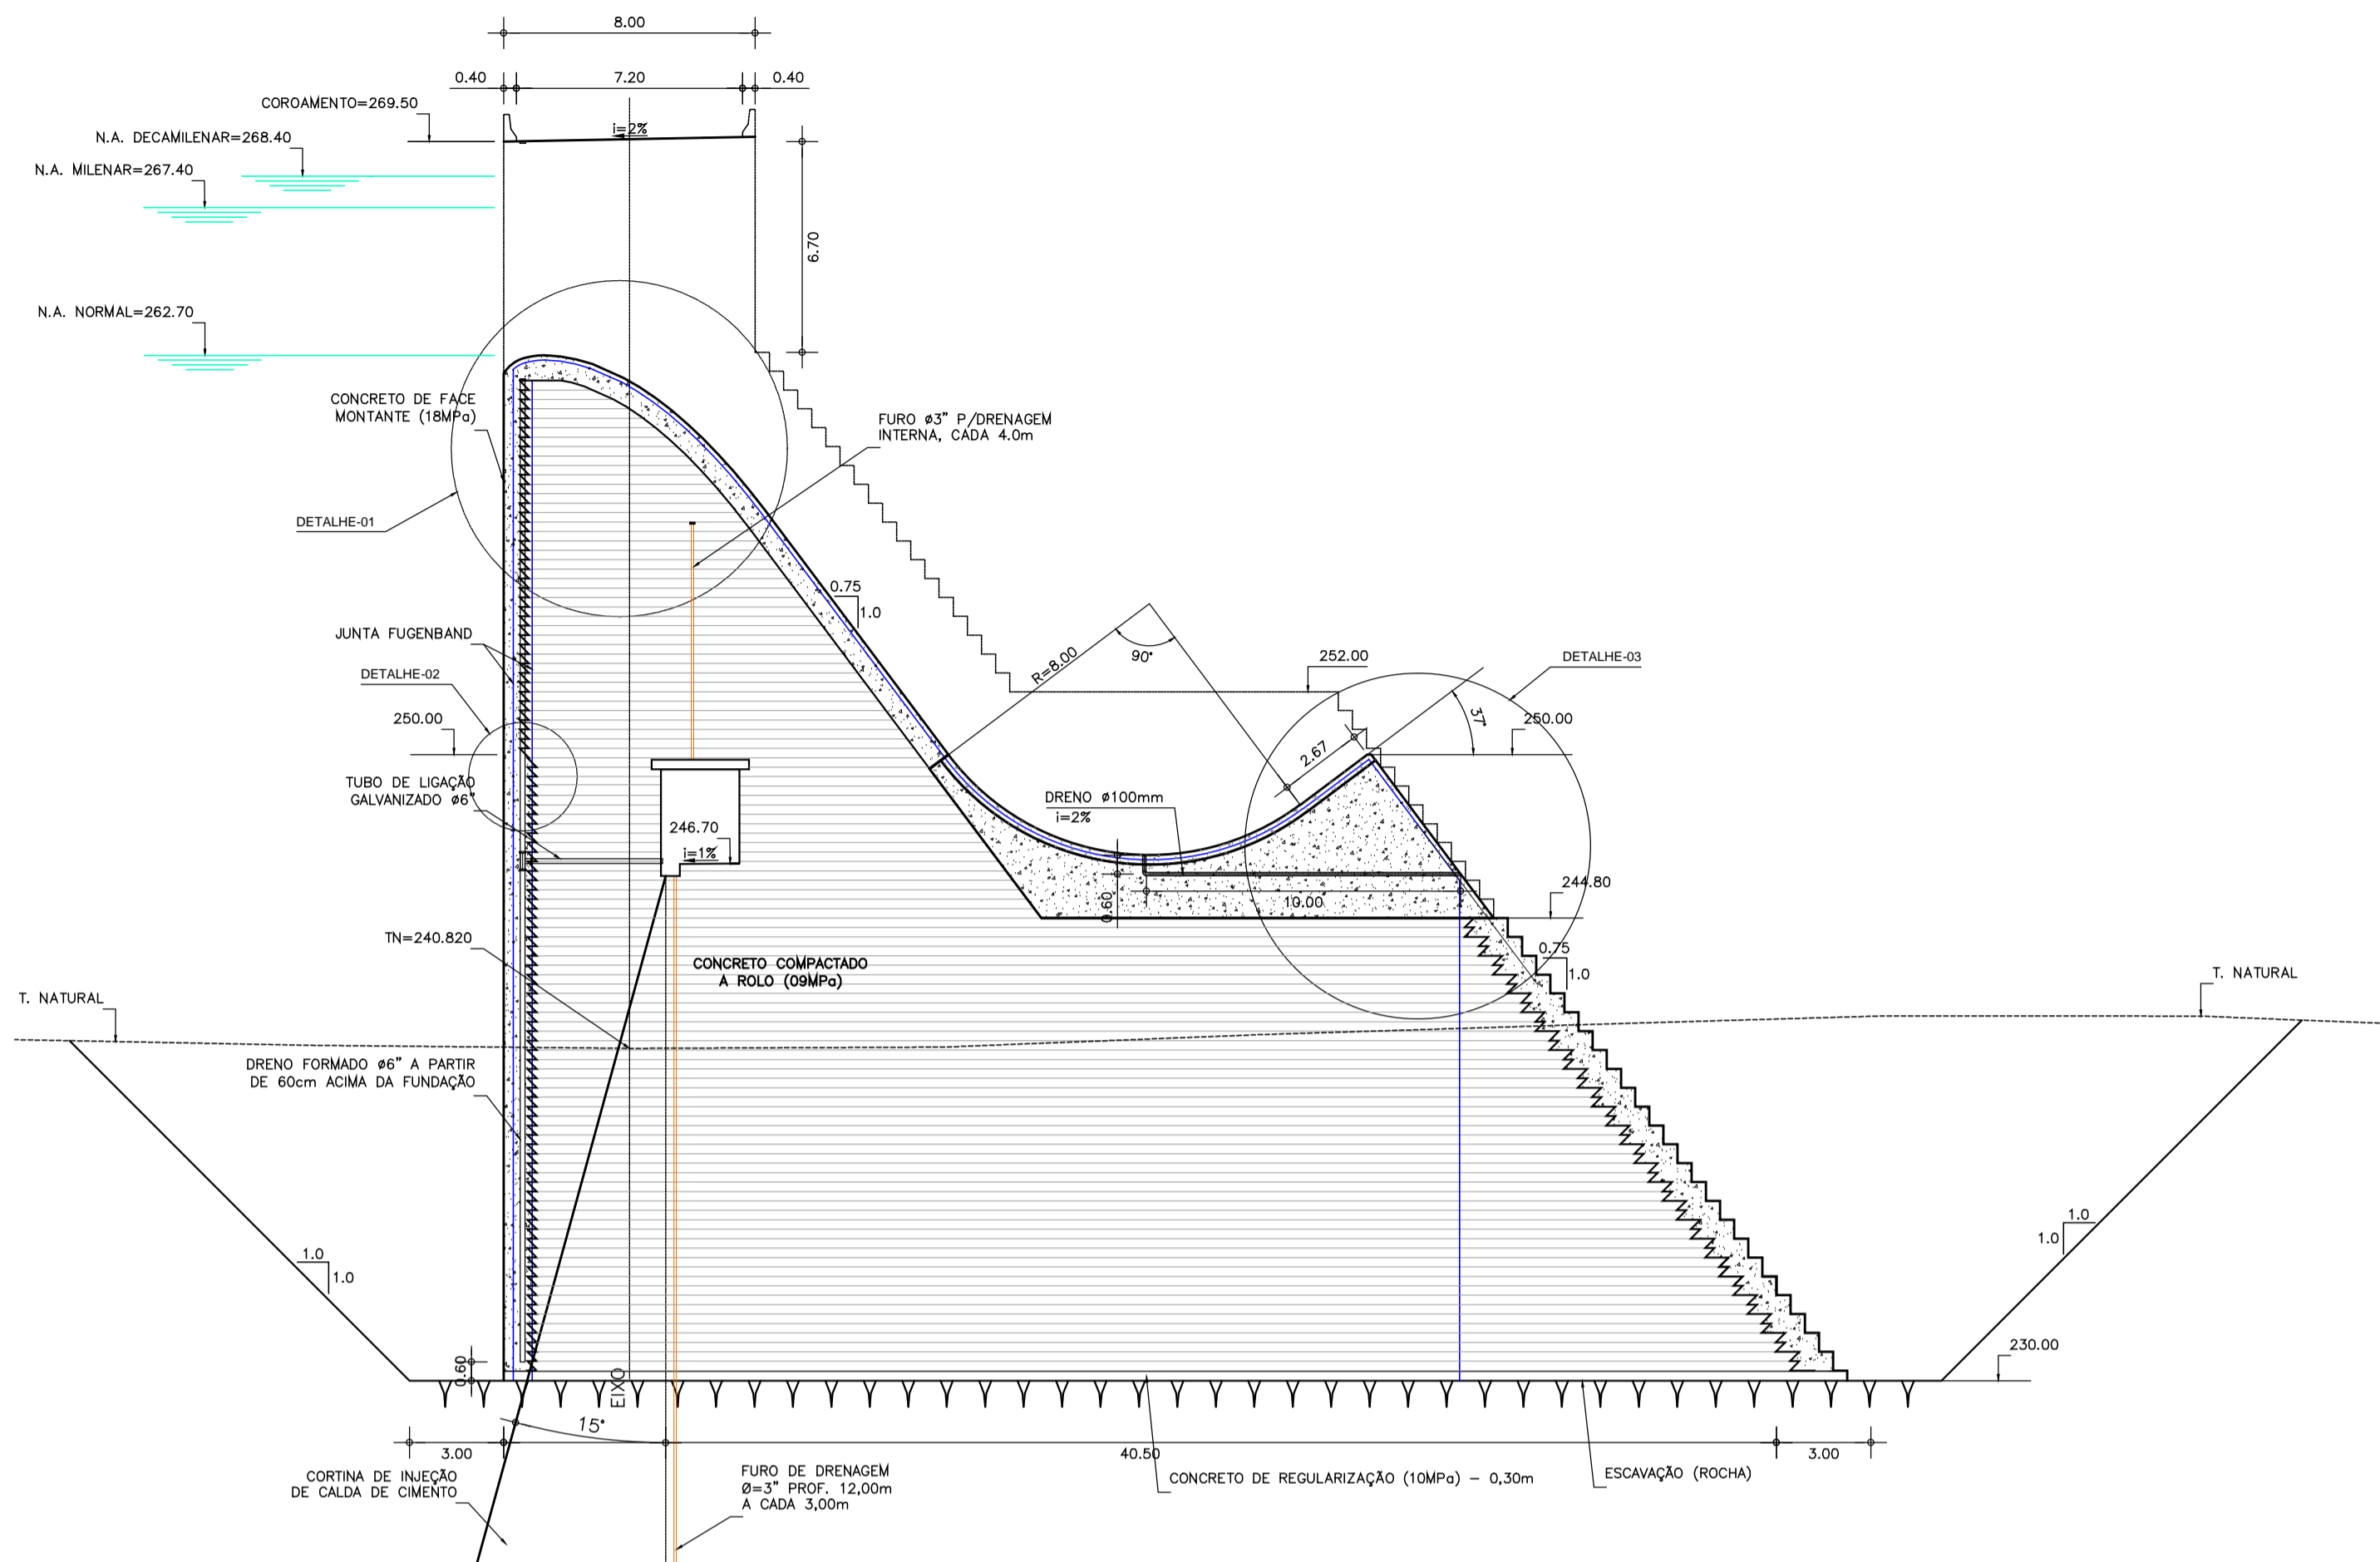 8.00
0.40
7.20
0.40
COROAMENTO=269.50
i=2%
N.A. DECAMILENAR=268.40
N.A. MILENAR=267.40
6.70
N.A. NORMAL=262.70
CONCRETO DE FACE
MONTANTE (18MPa)
FURO ø3" P/DRENAGEM
INTERNA, CADA 4.0m
DETALHE-01
0.75
1.0
JUNTA FUGENBAND
DETALHE-02
R=8.00
90°
252.00
DETALHE-03
37°
250.00
250.00
2.67
TUBO DE LIGAÇÃO
GALVANIZADO ø6"
DRENO ø100mm
i=2%
246.70
i=1%
244.80
0.60
10.00
TN=240.820
CONCRETO COMPACTADO
A ROLO (09MPa)
0.75
1.0
T. NATURAL
T. NATURAL
DRENO FORMADO ø6" A PARTIR
DE 60cm ACIMA DA FUNDAÇÃO
1.0
1.0
1.0
1.0
230.00
0.60
EIXO
15°
3.00
40.50
3.00
CORTINA DE INJEÇÃO
DE CALDA DE CIMENTO
FURO DE DRENAGEM
Ø=3" PROF. 12,00m
A CADA 3,00m
CONCRETO DE REGULARIZAÇÃO (10MPa) – 0,30m
ESCAVAÇÃO (ROCHA)